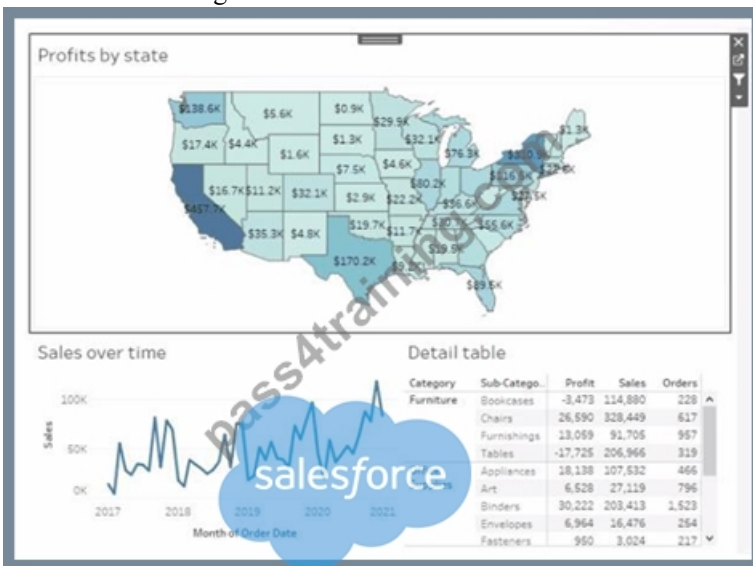 Profits by state
$138.6K
$5.6K
$0.9K
$29.9K
$17.4K
$4.4K
$1.3K
$32.1K
$76.3K
$1.3K
$1.6K
$7.5K
$4.6K
$16.7K
$11.2K
$32.1K
$2.9K
$22.2K
$80.2K
$457.7K
$35.3K
$4.8K
$19.7K
$11.7K
$19.9K
$55.6K
$170.2K
pass4training.com
Sales over time
Sales
100K
50K
0K
2017 2018 2019 2020 2021
Month of Order Date
salesforce
Detail table
Category Sub-Catego.. Profit Sales Orders
Furniture Bookcases -3,473 114,880 228
Chairs 26,590 328,449 617
Furnishings 13,059 91,705 957
Tables -17,725 206,966 319
Appliances 18,138 107,532 466
Art 6,528 27,119 796
Binders 30,222 203,413 1,523
Envelopes 6,964 16,476 254
Fasteners 950 3,024 217